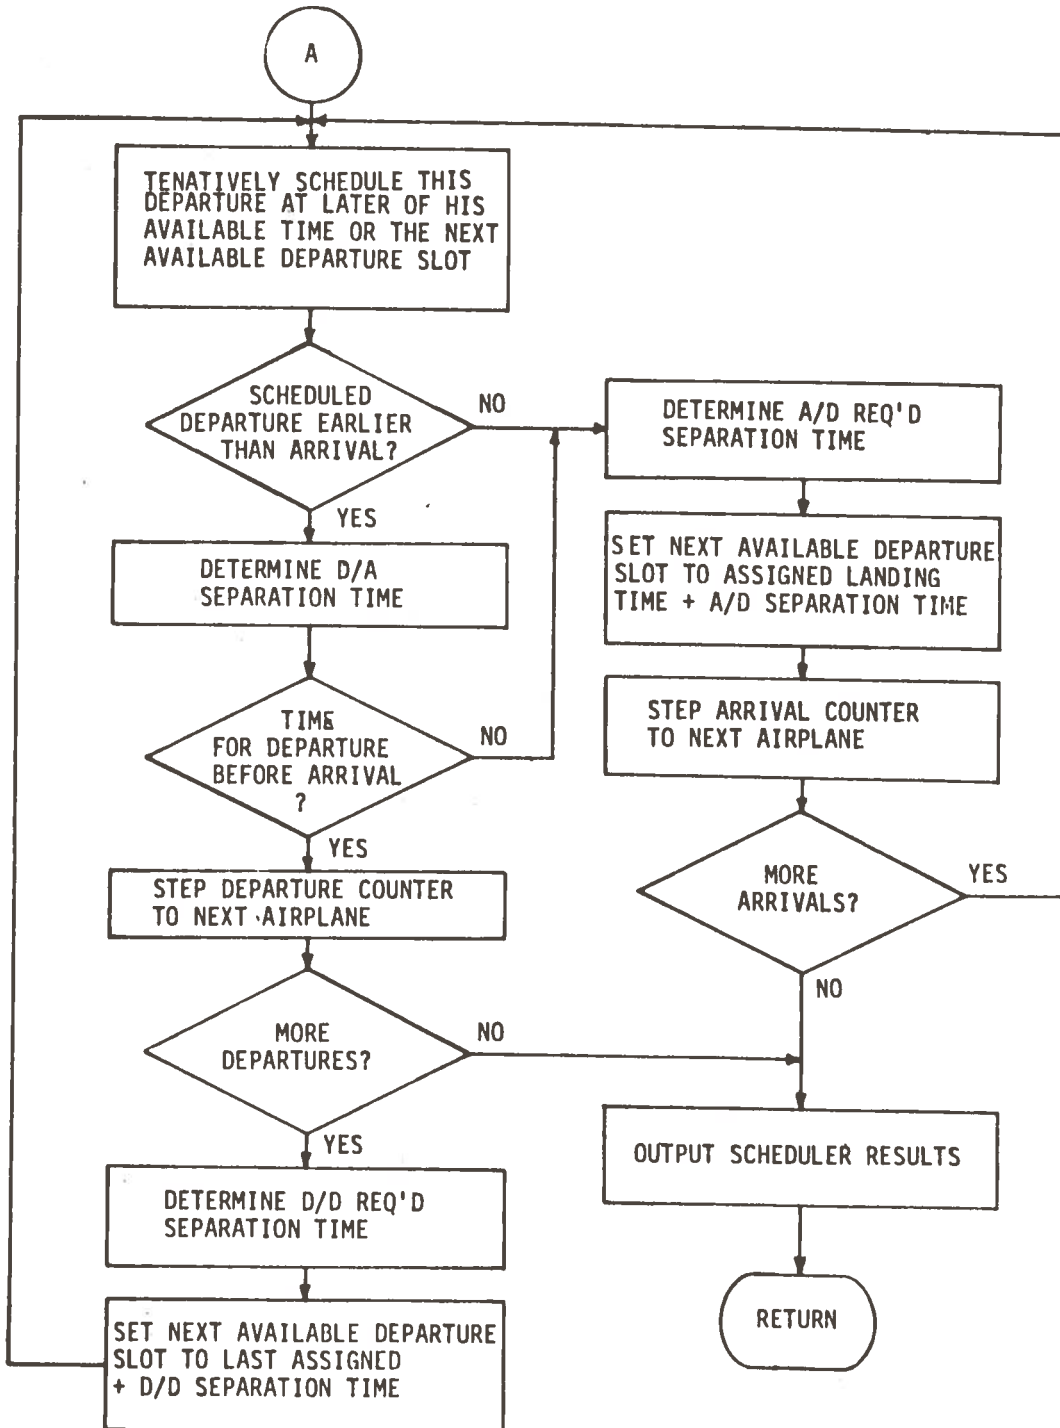 A
TENATIVELY SCHEDULE THIS
DEPARTURE AT LATER OF HIS
AVAILABLE TIME OR THE NEXT
AVAILABLE DEPARTURE SLOT
SCHEDULED
DEPARTURE EARLIER
THAN ARRIVAL?
NO
YES
DETERMINE D/A
SEPARATION TIME
TIME
FOR DEPARTURE
BEFORE ARRIVAL
?
NO
YES
STEP DEPARTURE COUNTER
TO NEXT AIRPLANE
MORE
DEPARTURES?
NO
YES
DETERMINE D/D REQ'D
SEPARATION TIME
SET NEXT AVAILABLE DEPARTURE
SLOT TO LAST ASSIGNED
+ D/D SEPARATION TIME
DETERMINE A/D REQ'D
SEPARATION TIME
SET NEXT AVAILABLE DEPARTURE
SLOT TO ASSIGNED LANDING
TIME + A/D SEPARATION TIME
STEP ARRIVAL COUNTER
TO NEXT AIRPLANE
MORE
ARRIVALS?
YES
NO
OUTPUT SCHEDULER RESULTS
RETURN